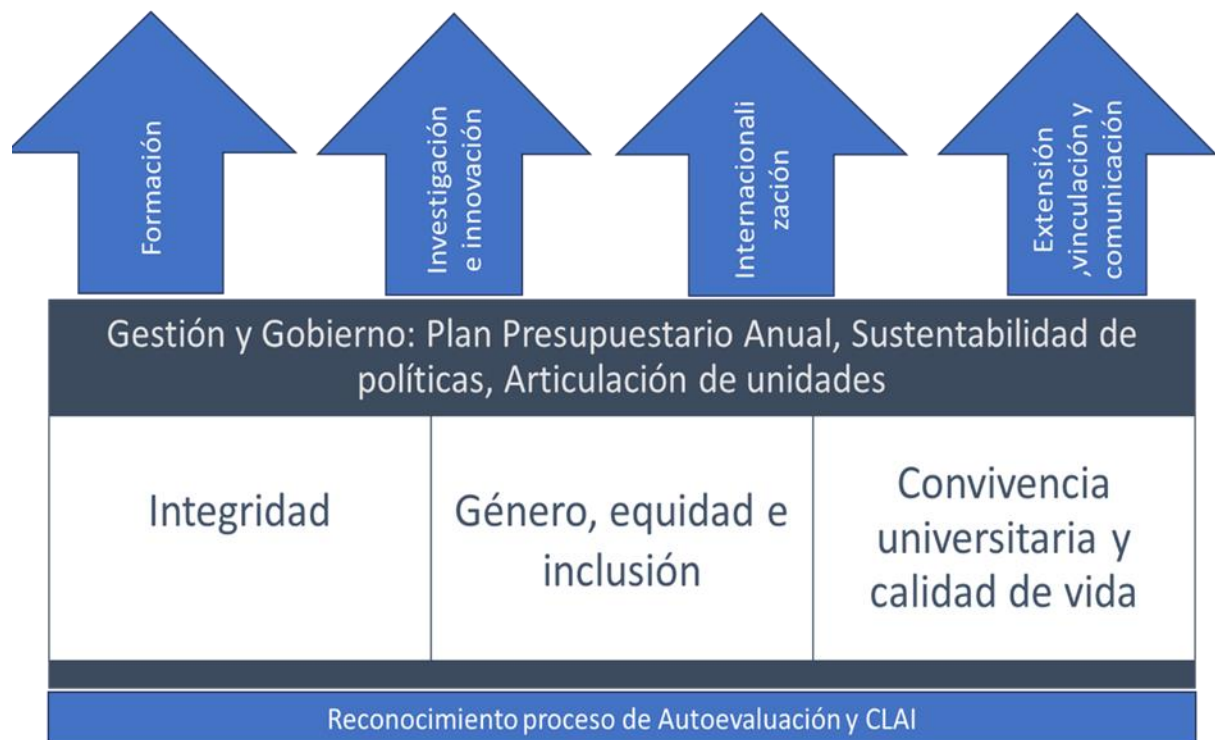 Formación
Investigación
e innovación
Internacionali
zación
Extensión
,vinculación y
comunicación
Gestión y Gobierno: Plan Presupuestario Anual, Sustentabilidad de
políticas, Articulación de unidades
Integridad
Género, equidad e
inclusión
Convivencia
universitaria y
calidad de vida
Reconocimiento proceso de Autoevaluación y CLAI